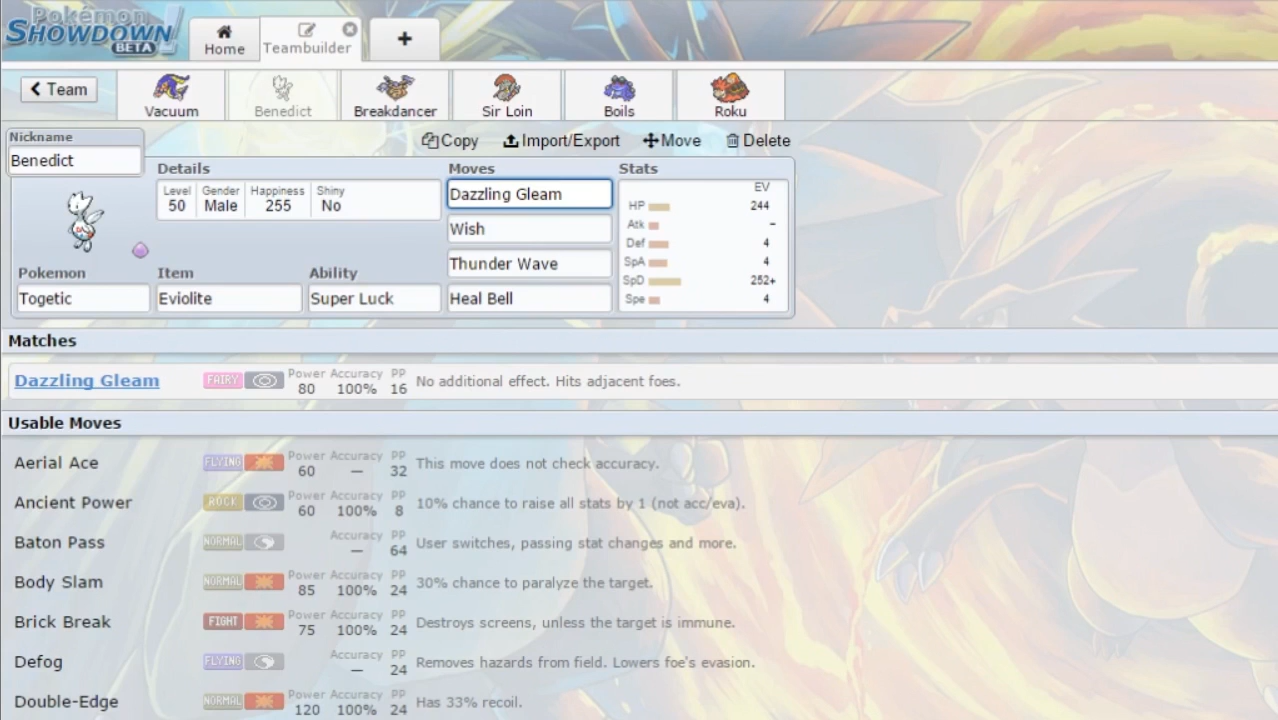 Pokémon
SHOWDOWN!
BETA
Home
Teambuilder
+
Team
Vacuum
Benedict
Breakdancer
Sir Loin
Boils
Roku
Nickname
Benedict
Copy Import/Export Move Delete
Details
Level Gender Happiness Shiny
50 Male 255 No
Pokemon Item Ability
Togetic Eviolite Super Luck
Moves
Dazzling Gleam
Wish
Thunder Wave
Heal Bell
Stats
EV
HP 244
Atk -
Def 4
SpA 4
SpD 252+
Spe 4
Matches
Dazzling Gleam FAIRY Power 80 Accuracy 100% PP 16 No additional effect. Hits adjacent foes.
Usable Moves
Aerial Ace FLYING Power 60 Accuracy — PP 32 This move does not check accuracy.
Ancient Power ROCK Power 60 Accuracy 100% PP 8 10% chance to raise all stats by 1 (not acc/eva).
Baton Pass NORMAL Accuracy — PP 64 User switches, passing stat changes and more.
Body Slam NORMAL Power 85 Accuracy 100% PP 24 30% chance to paralyze the target.
Brick Break FIGHT Power 75 Accuracy 100% PP 24 Destroys screens, unless the target is immune.
Defog FLYING Accuracy — PP 24 Removes hazards from field. Lowers foe's evasion.
Double-Edge NORMAL Power 120 Accuracy 100% PP 24 Has 33% recoil.